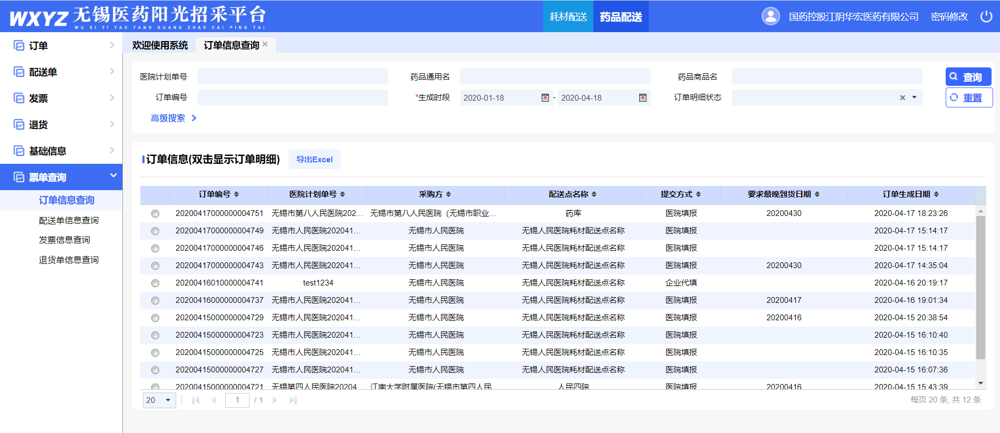 WXYZ 无锡医药阳光招采平台
WU XI YI YAO YANG GUANG ZHAO CAI PING TAI
耗材配送 药品配送
国药控股江阴华宏医药有限公司 密码修改
订单
配送单
发票
退货
基础信息
票单查询
订单信息查询
配送单信息查询
发票信息查询
退货单信息查询
欢迎使用系统 订单信息查询
医院计划单号 药品通用名 药品商品名 查询
订单编号 *生成时段 2020-01-18 - 2020-04-18 订单明细状态 重置
高级搜索
订单信息(双击显示订单明细) 导出Excel
订单编号 医院计划单号 采购方 配送点名称 提交方式 要求最晚到货日期 订单生成日期
20200417000000004751 无锡市第八人民医院202... 无锡市第八人民医院（无锡市职业... 药库 医院填报 20200430 2020-04-17 18:23:26
20200417000000004749 无锡市人民医院202041... 无锡市人民医院 无锡人民医院耗材配送点名称 医院填报 2020-04-17 15:14:17
20200417000000004746 无锡市人民医院202041... 无锡市人民医院 无锡人民医院耗材配送点名称 医院填报 2020-04-17 15:14:17
20200417000000004743 无锡市人民医院202041... 无锡市人民医院 无锡人民医院耗材配送点名称 医院填报 20200430 2020-04-17 14:35:04
20200416010000004741 test1234 无锡市人民医院 无锡人民医院耗材配送点名称 企业代填 2020-04-16 20:19:17
20200416000000004737 无锡市人民医院202041... 无锡市人民医院 无锡人民医院耗材配送点名称 医院填报 20200417 2020-04-16 19:01:34
20200415000000004729 无锡市人民医院202041... 无锡市人民医院 无锡人民医院耗材配送点名称 医院填报 20200416 2020-04-15 20:38:54
20200415000000004723 无锡市人民医院202041... 无锡市人民医院 无锡人民医院耗材配送点名称 医院填报 2020-04-15 16:10:40
20200415000000004725 无锡市人民医院202041... 无锡市人民医院 无锡人民医院耗材配送点名称 医院填报 2020-04-15 16:10:35
20200415000000004727 无锡市人民医院202041... 无锡市人民医院 无锡人民医院耗材配送点名称 医院填报 2020-04-15 16:07:36
20200415000000004721 无锡第四人民医院20204 江南大学附属医院(无锡市第四人民 人民四院 医院填报 20200416 2020-04-15 15:43:39
20 1 / 1 每页 20 条, 共 12 条